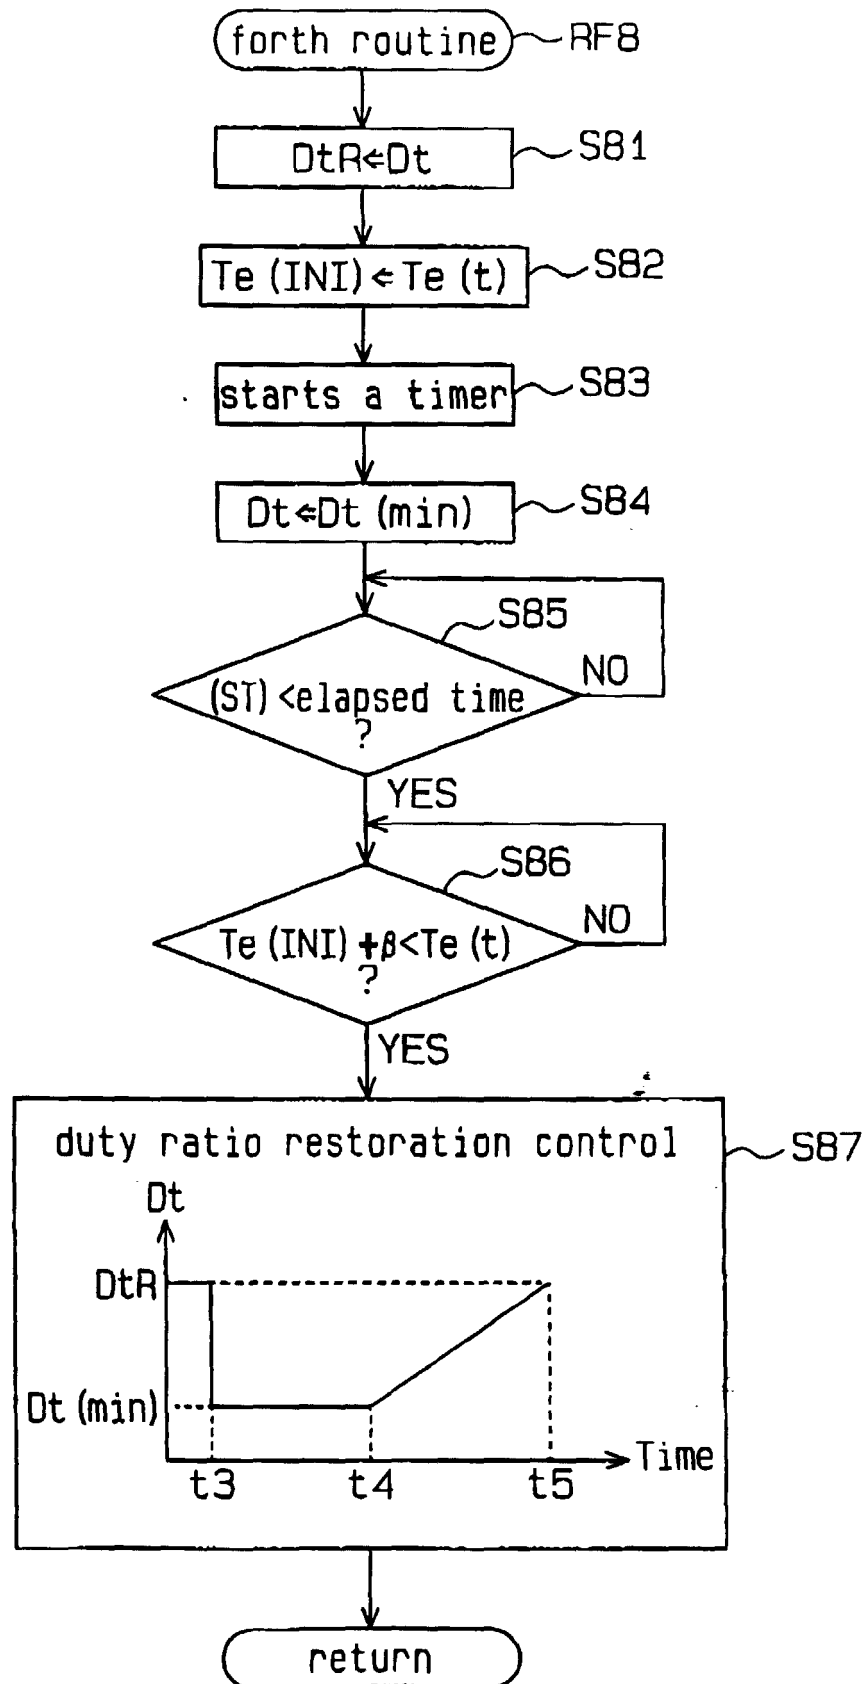 forth routine RF8
DtR⇐Dt S81
Te (INI) ⇐ Te (t) S82
starts a timer S83
Dt⇐Dt (min) S84
S85
(ST) <elapsed time
?
NO
YES
S86
Te (INI) +β<Te (t)
?
NO
YES
duty ratio restoration control S87
Dt
DtR
Dt (min)
Time
t3 t4 t5
return